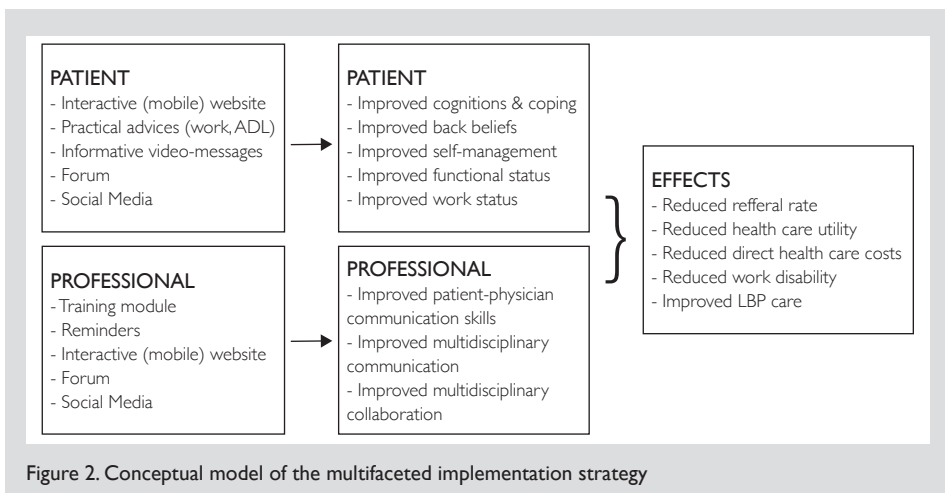 PATIENT
- Interactive (mobile) website
- Practical advices (work, ADL)
- Informative video-messages
- Forum
- Social Media
PATIENT
- Improved cognitions & coping
- Improved back beliefs
- Improved self-management
- Improved functional status
- Improved work status
PROFESSIONAL
- Training module
- Reminders
- Interactive (mobile) website
- Forum
- Social Media
PROFESSIONAL
- Improved patient-physician
communication skills
- Improved multidisciplinary
communication
- Improved multidisciplinary
collaboration
}
EFFECTS
- Reduced refferal rate
- Reduced health care utility
- Reduced direct health care costs
- Reduced work disability
- Improved LBP care
Figure 2. Conceptual model of the multifaceted implementation strategy